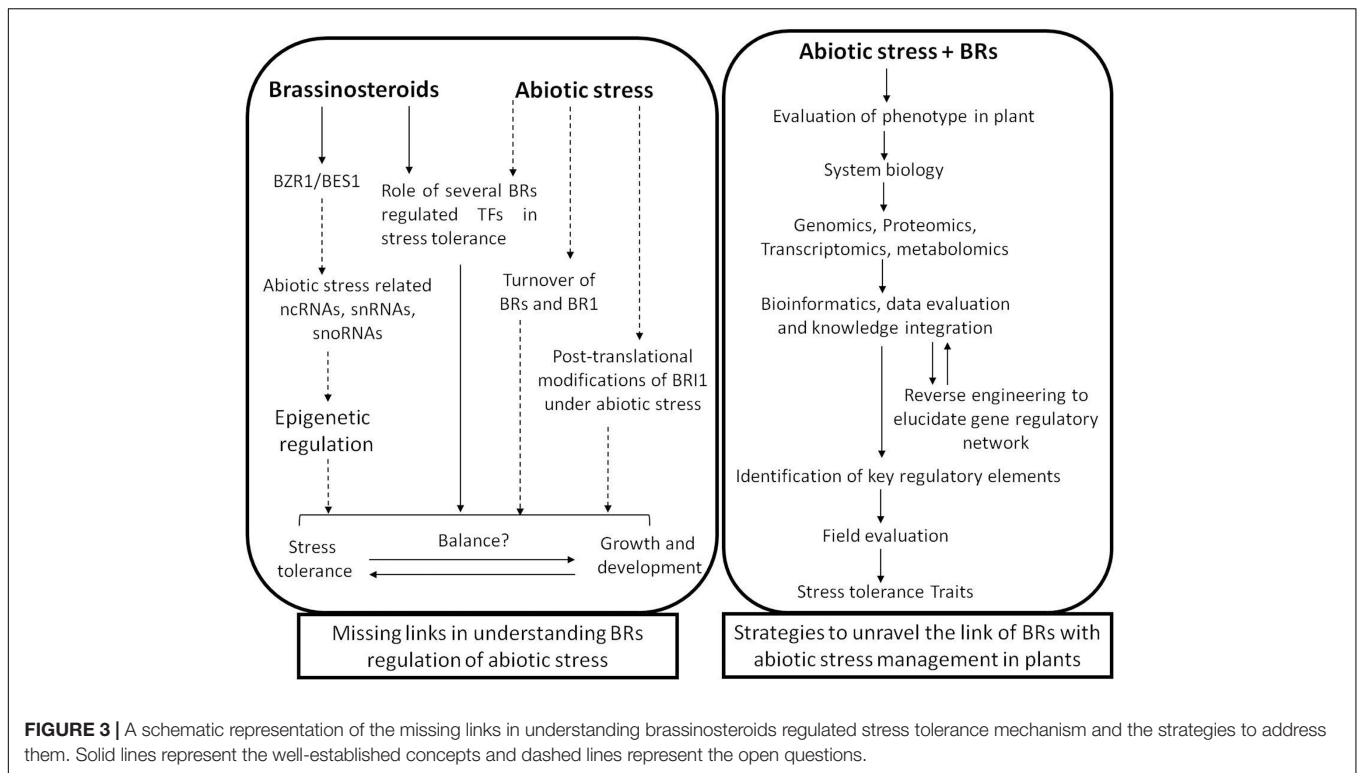 Brassinosteroids
Abiotic stress
BZR1/BES1
Role of several BRs
regulated TFs in
stress tolerance
Abiotic stress related
ncRNAs, snRNAs,
snoRNAs
Turnover of
BRs and BR1
Post-translational
modifications of BRI1
under abiotic stress
Epigenetic
regulation
Stress
tolerance
Balance?
Growth and
development
Missing links in understanding BRs
regulation of abiotic stress
Abiotic stress + BRs
Evaluation of phenotype in plant
System biology
Genomics, Proteomics,
Transcriptomics, metabolomics
Bioinformatics, data evaluation
and knowledge integration
Reverse engineering to
elucidate gene regulatory
network
Identification of key regulatory elements
Field evaluation
Stress tolerance Traits
Strategies to unravel the link of BRs with
abiotic stress management in plants
FIGURE 3 | A schematic representation of the missing links in understanding brassinosteroids regulated stress tolerance mechanism and the strategies to address
them. Solid lines represent the well-established concepts and dashed lines represent the open questions.